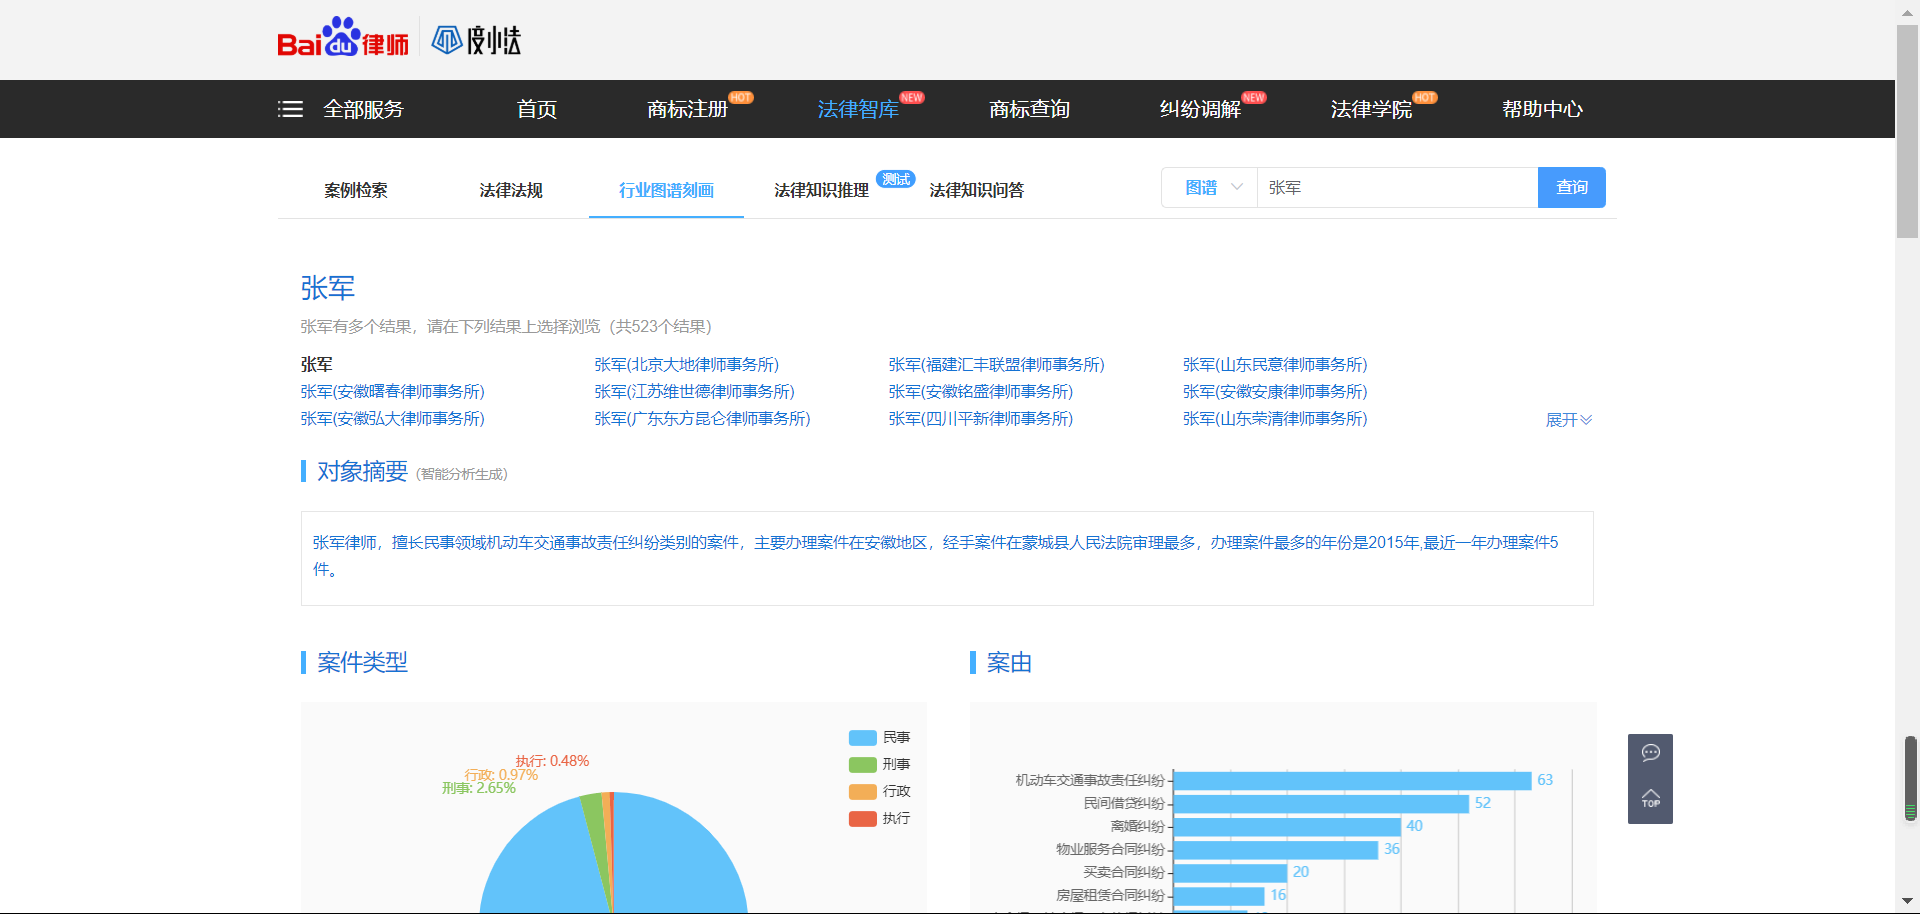 Bai du 律师 度小法
全部服务 首页 商标注册 HOT 法律智库 NEW 商标查询 纠纷调解 NEW 法律学院 HOT 帮助中心
案例检索 法律法规 行业图谱刻画 法律知识推理 测试 法律知识问答 图谱 张军 查询
张军
张军有多个结果，请在下列结果上选择浏览（共523个结果）
张军 张军(北京大地律师事务所) 张军(福建汇丰联盟律师事务所) 张军(山东民意律师事务所)
张军(安徽曙春律师事务所) 张军(江苏维世德律师事务所) 张军(安徽铭盛律师事务所) 张军(安徽安康律师事务所)
张军(安徽弘大律师事务所) 张军(广东东方昆仑律师事务所) 张军(四川平新律师事务所) 张军(山东荣清律师事务所) 展开
对象摘要 (智能分析生成)
张军律师，擅长民事领域机动车交通事故责任纠纷类别的案件，主要办理案件在安徽地区，经手案件在蒙城县人民法院审理最多，办理案件最多的年份是2015年,最近一年办理案件5
件。
案件类型
民事
刑事
行政
执行
执行: 0.48%
行政: 0.97%
刑事: 2.65%
案由
机动车交通事故责任纠纷 63
民间借贷纠纷 52
离婚纠纷 40
物业服务合同纠纷 36
买卖合同纠纷 20
房屋租赁合同纠纷 16
TOP